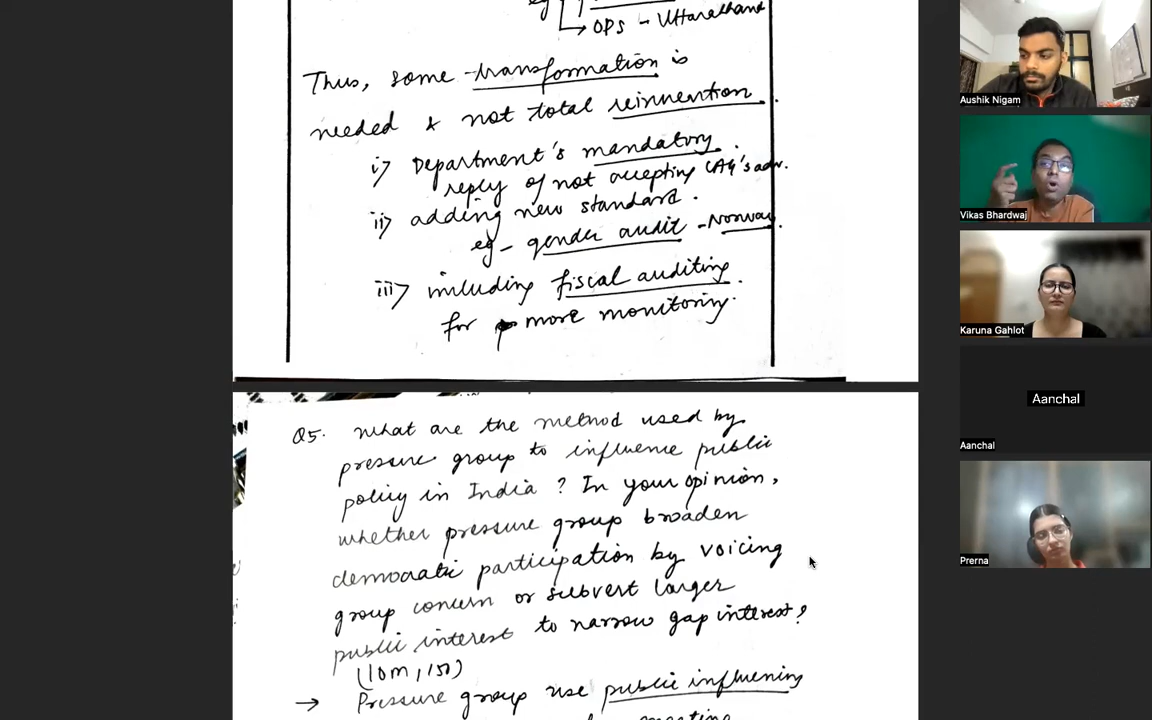 eg
→ OPS - Uttarakhand
Thus, some transformation is
needed & not total reinvention.
i) Department's mandatory
reply of not accepting CAG's adv.
ii) adding new standard.
eg - gender audit - Norway.
iii) including fiscal auditing
for more monitoring.
Q5. What are the method used by
pressure group to influence public
policy in India? In your opinion,
whether pressure group broaden
democratic participation by voicing
group concern or subvert larger
public interest to narrow gap interest?
(10m, 150)
→ Pressure group use public influening
Aushik Nigam
Vikas Bhardwaj
Karuna Gahlot
Aanchal
Aanchal
Prerna